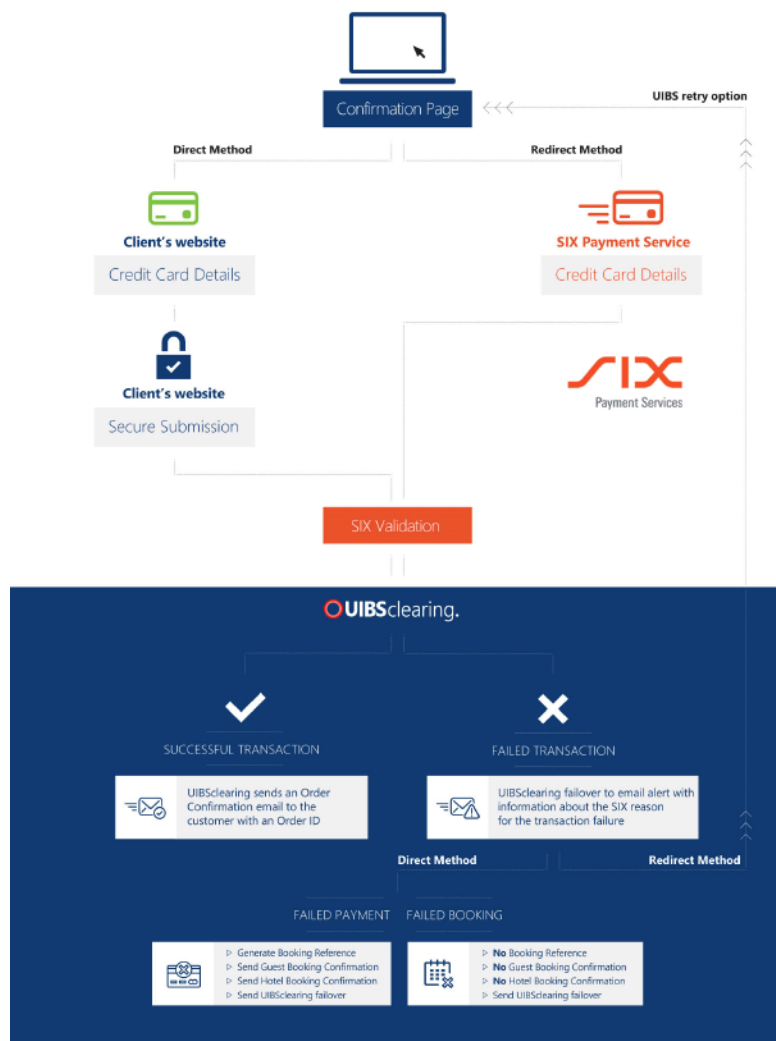 Confirmation Page
UIBS retry option
Direct Method
Redirect Method
Client's website
Credit Card Details
SIX Payment Service
Credit Card Details
Client's website
Secure Submission
SIX
Payment Services
SIX Validation
UIBSclearing.
SUCCESSFUL TRANSACTION
UIBSclearing sends an Order
Confirmation email to the
customer with an Order ID
FAILED TRANSACTION
UIBSclearing failover to email alert with
information about the SIX reason
for the transaction failure
Direct Method
Redirect Method
FAILED PAYMENT
Generate Booking Reference
Send Guest Booking Confirmation
Send Hotel Booking Confirmation
Send UIBSclearing failover
FAILED BOOKING
No Booking Reference
No Guest Booking Confirmation
No Hotel Booking Confirmation
Send UIBSclearing failover